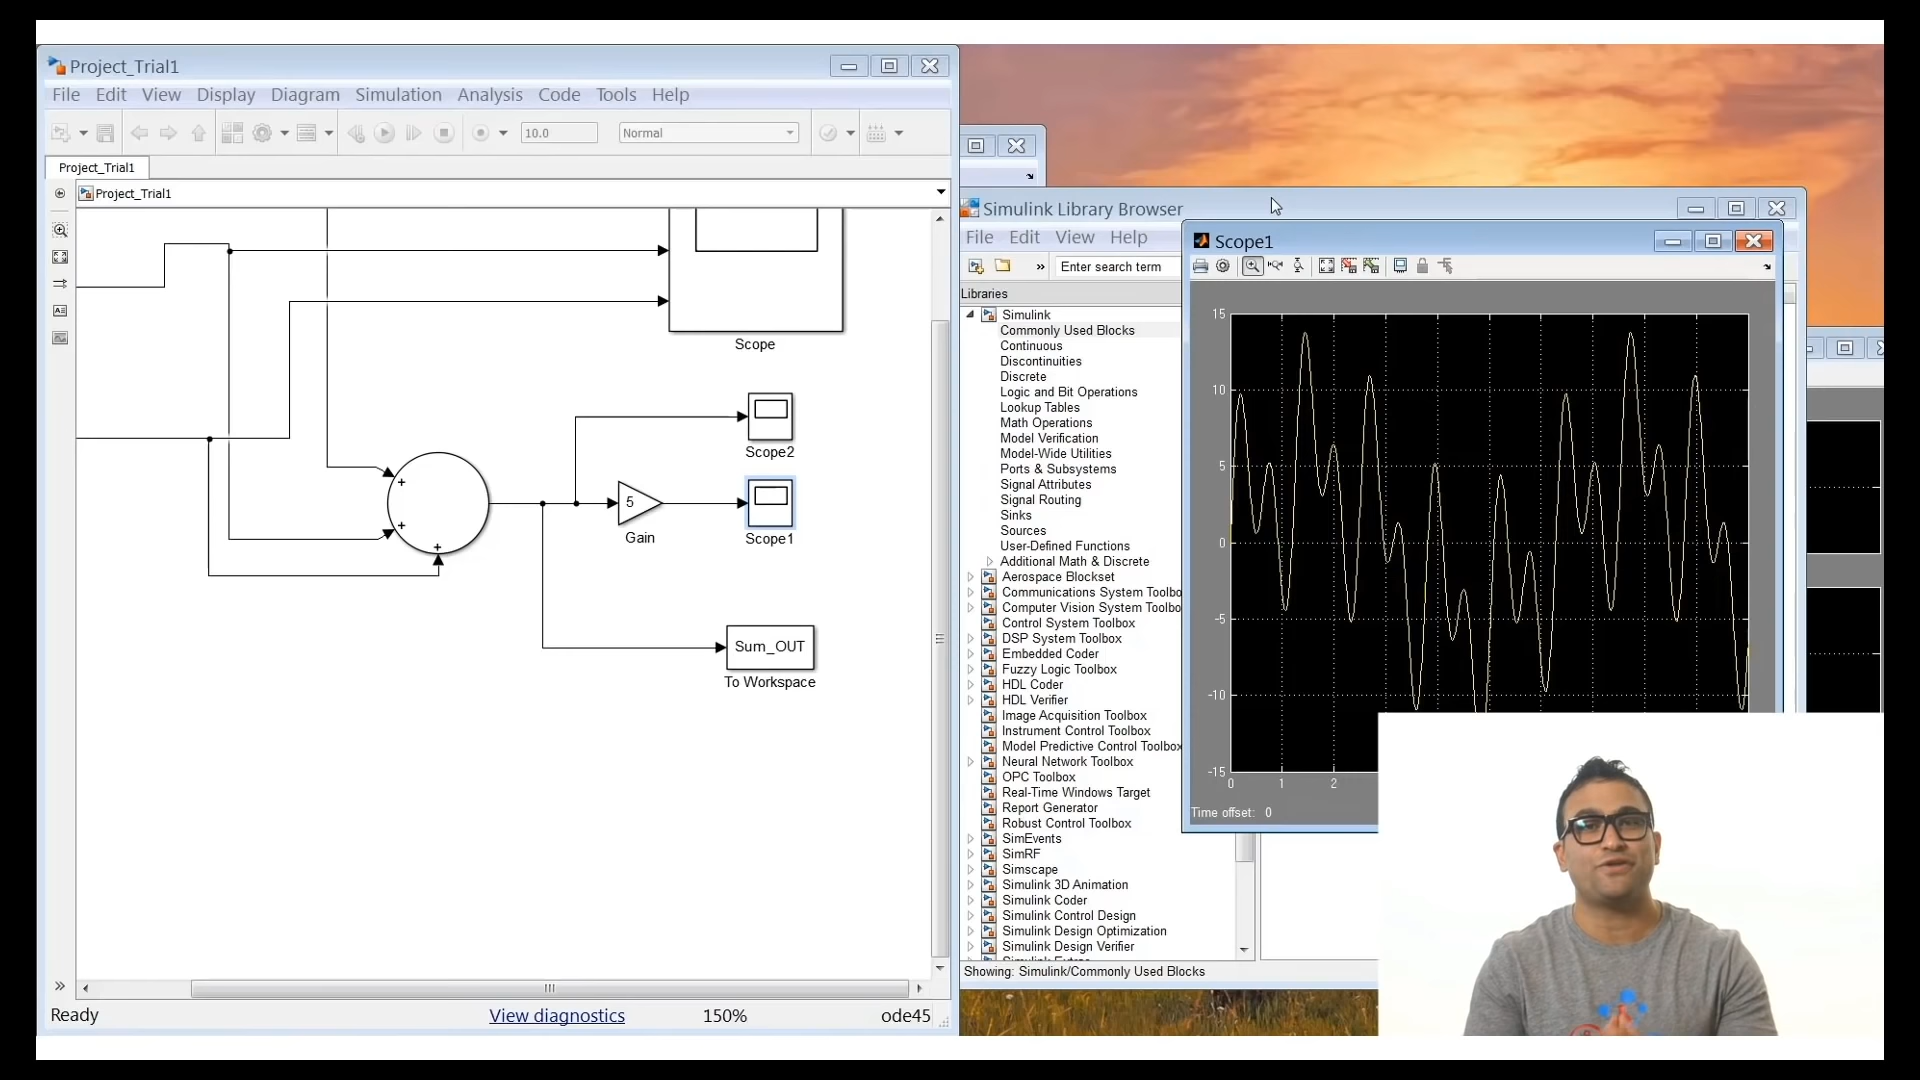 Project_Trial1
File Edit View Display Diagram Simulation Analysis Code Tools Help
10.0 Normal
Project_Trial1
Project_Trial1
Scope
Scope2
5
Gain
Scope1
+
+
+
Sum_OUT
To Workspace
Ready View diagnostics 150% ode45
Simulink Library Browser
File Edit View Help
» Enter search term
Libraries
Simulink
Commonly Used Blocks
Continuous
Discontinuities
Discrete
Logic and Bit Operations
Lookup Tables
Math Operations
Model Verification
Model-Wide Utilities
Ports & Subsystems
Signal Attributes
Signal Routing
Sinks
Sources
User-Defined Functions
Additional Math & Discrete
Aerospace Blockset
Communications System Toolbo
Computer Vision System Toolbo
Control System Toolbox
DSP System Toolbox
Embedded Coder
Fuzzy Logic Toolbox
HDL Coder
HDL Verifier
Image Acquisition Toolbox
Instrument Control Toolbox
Model Predictive Control Toolbox
Neural Network Toolbox
OPC Toolbox
Real-Time Windows Target
Report Generator
Robust Control Toolbox
SimEvents
SimRF
Simscape
Simulink 3D Animation
Simulink Coder
Simulink Control Design
Simulink Design Optimization
Simulink Design Verifier
Showing: Simulink/Commonly Used Blocks
Scope1
15
10
5
0
-5
-10
-15
0 1 2
Time offset: 0